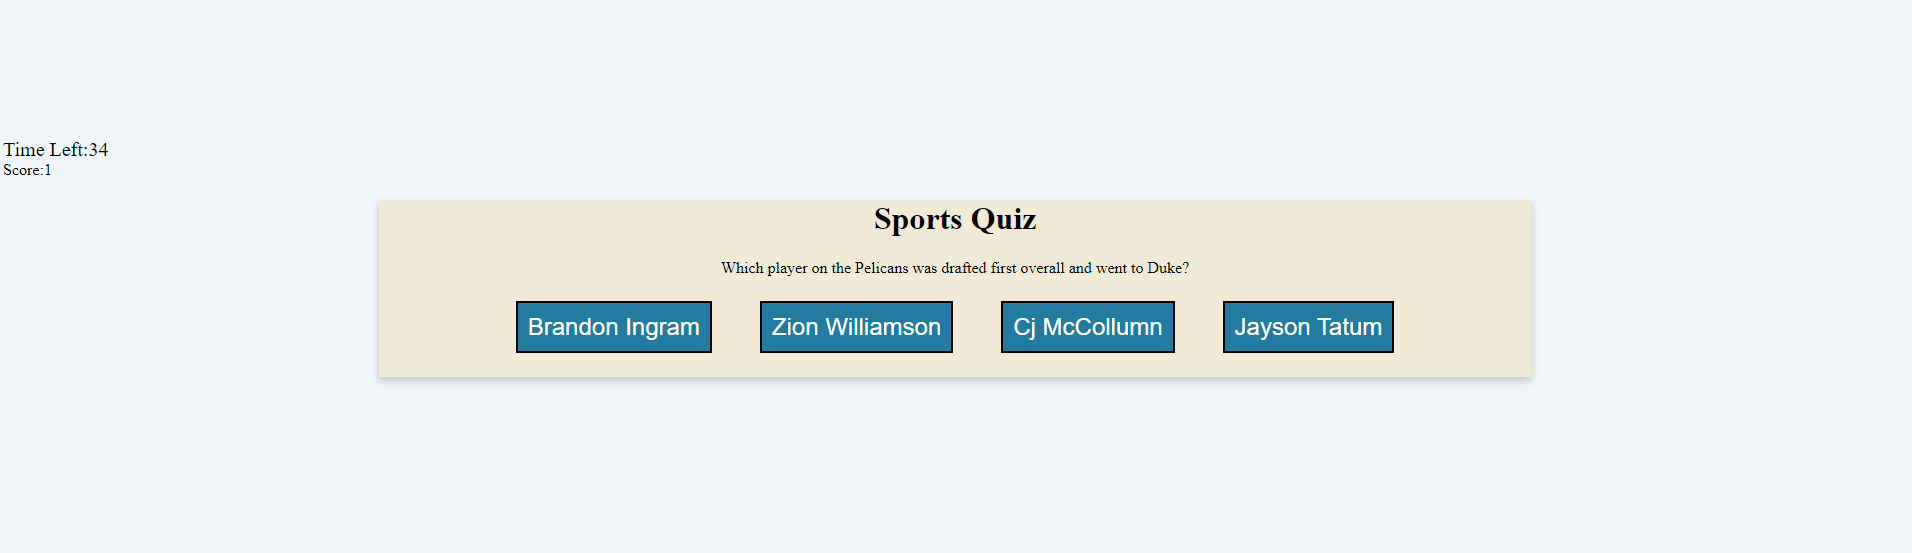 Time Left:34
Score:1
Sports Quiz
Which player on the Pelicans was drafted first overall and went to Duke?
Brandon Ingram
Zion Williamson
Cj McCollumn
Jayson Tatum